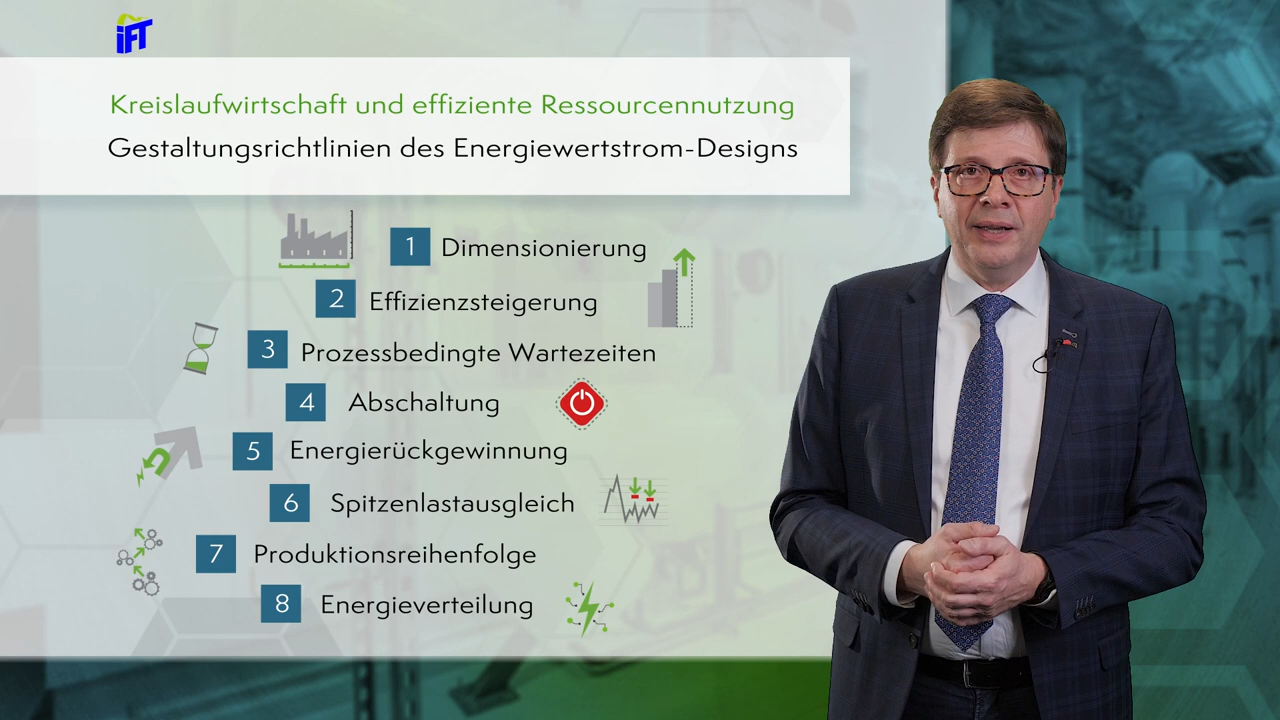 iFT
Kreislaufwirtschaft und effiziente Ressourcennutzung
Gestaltungsrichtlinien des Energiewertstrom-Designs
1 Dimensionierung
2 Effizienzsteigerung
3 Prozessbedingte Wartezeiten
4 Abschaltung
5 Energierückgewinnung
6 Spitzenlastausgleich
7 Produktionsreihenfolge
8 Energieverteilung